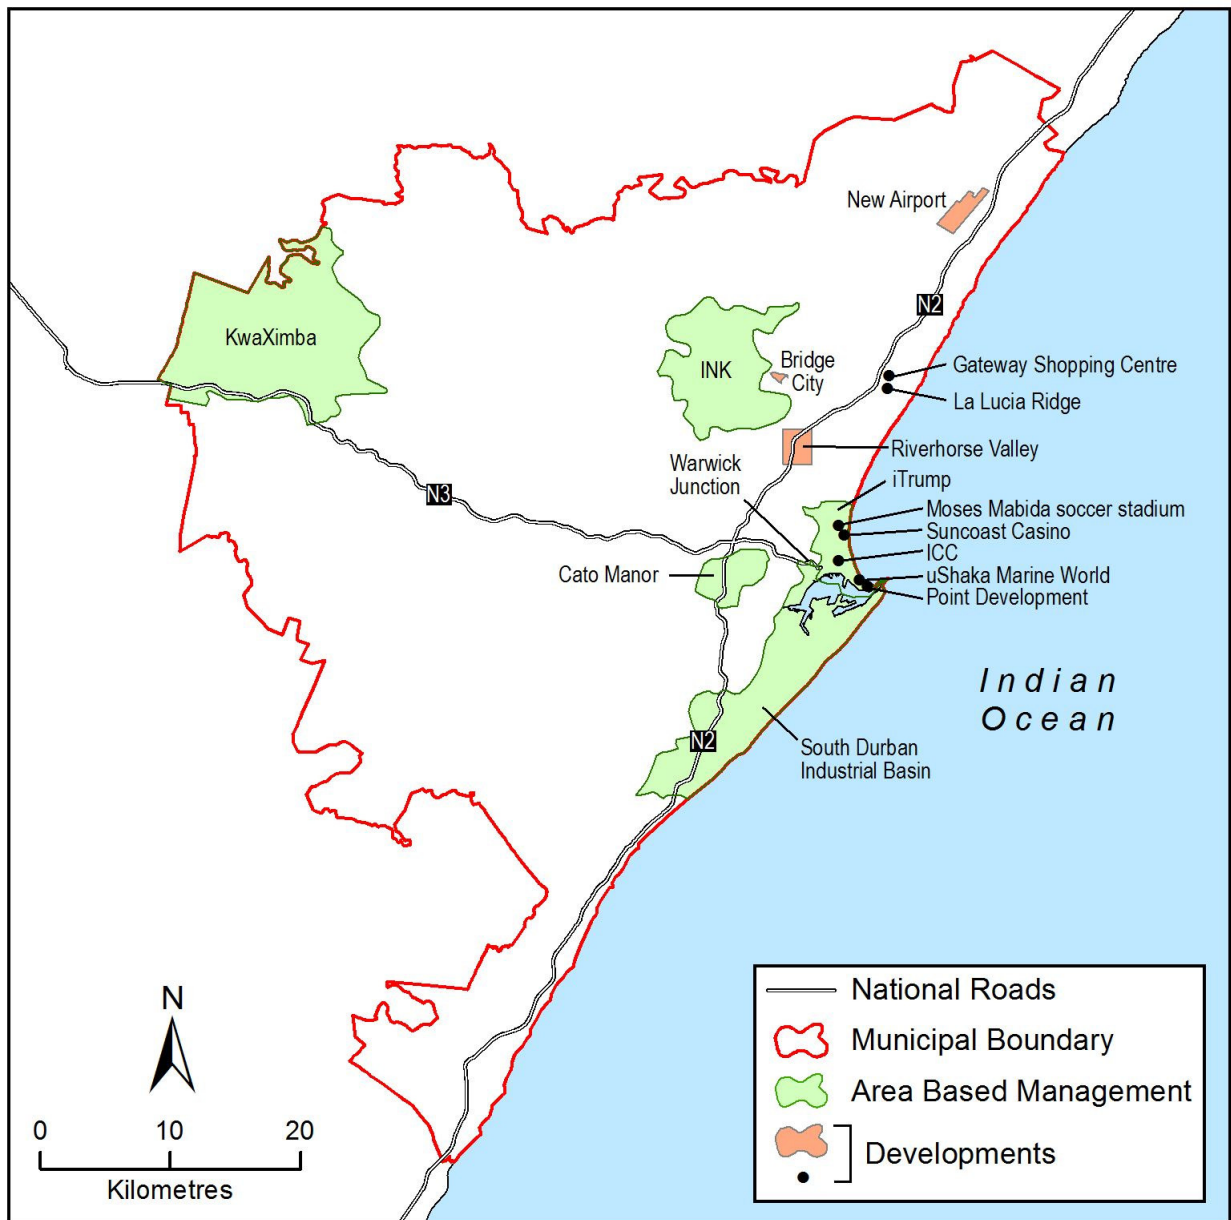 New Airport
N2
KwaXimba
INK
Bridge
City
Gateway Shopping Centre
La Lucia Ridge
Riverhorse Valley
iTrump
Warwick
Junction
N3
Moses Mabida soccer stadium
Suncoast Casino
ICC
uShaka Marine World
Point Development
Cato Manor
Indian
Ocean
N2
South Durban
Industrial Basin
N
0 10 20
Kilometres
National Roads
Municipal Boundary
Area Based Management
Developments